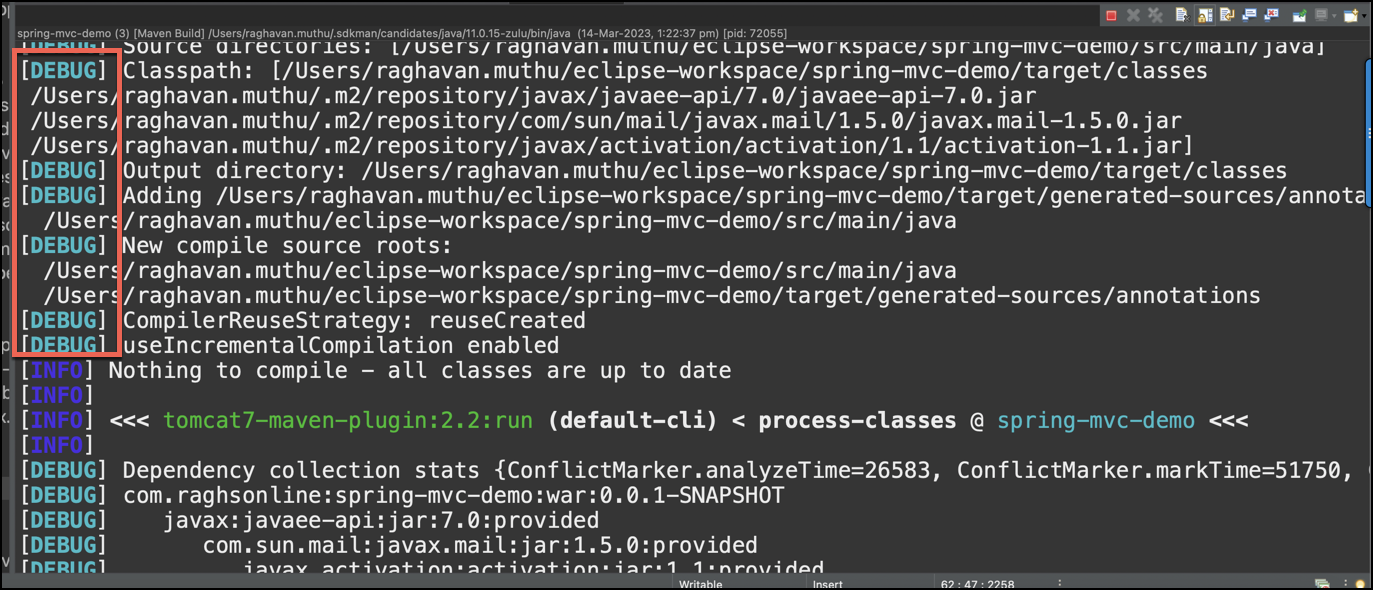 spring-mvc-demo (3) [Maven Build] /Users/raghavan.muthu/.sdkman/candidates/java/11.0.15-zulu/bin/java (14-Mar-2023, 1:22:37 pm) [pid: 72055]
[DEBUG] Source directories: [/Users/raghavan.muthu/eclipse-workspace/spring-mvc-demo/src/main/java]
[DEBUG] Classpath: [/Users/raghavan.muthu/eclipse-workspace/spring-mvc-demo/target/classes
/Users/raghavan.muthu/.m2/repository/javax/javaee-api/7.0/javaee-api-7.0.jar
/Users/raghavan.muthu/.m2/repository/com/sun/mail/javax.mail/1.5.0/javax.mail-1.5.0.jar
/Users/raghavan.muthu/.m2/repository/javax/activation/activation/1.1/activation-1.1.jar]
[DEBUG] Output directory: /Users/raghavan.muthu/eclipse-workspace/spring-mvc-demo/target/classes
[DEBUG] Adding /Users/raghavan.muthu/eclipse-workspace/spring-mvc-demo/target/generated-sources/annota
/Users/raghavan.muthu/eclipse-workspace/spring-mvc-demo/src/main/java
[DEBUG] New compile source roots:
/Users/raghavan.muthu/eclipse-workspace/spring-mvc-demo/src/main/java
/Users/raghavan.muthu/eclipse-workspace/spring-mvc-demo/target/generated-sources/annotations
[DEBUG] CompilerReuseStrategy: reuseCreated
[DEBUG] useIncrementalCompilation enabled
[INFO] Nothing to compile - all classes are up to date
[INFO]
[INFO] <<< tomcat7-maven-plugin:2.2:run (default-cli) < process-classes @ spring-mvc-demo <<<
[INFO]
[DEBUG] Dependency collection stats {ConflictMarker.analyzeTime=26583, ConflictMarker.markTime=51750,
[DEBUG] com.raghsonline:spring-mvc-demo:war:0.0.1-SNAPSHOT
[DEBUG] javax:javaee-api:jar:7.0:provided
[DEBUG] com.sun.mail:javax.mail:jar:1.5.0:provided
[DEBUG] javax.activation:activation:jar:1.1:provided
Writable Insert 62 : 47 : 2258